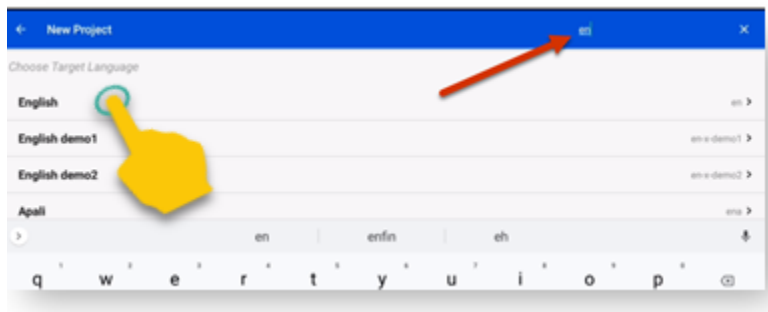 ← New Project en ×
Choose Target Language
English en >
English demo1 en-x-demo1 >
English demo2 en-x-demo2 >
Apali ena >
> en enfin eh
q w e r t y u i o p